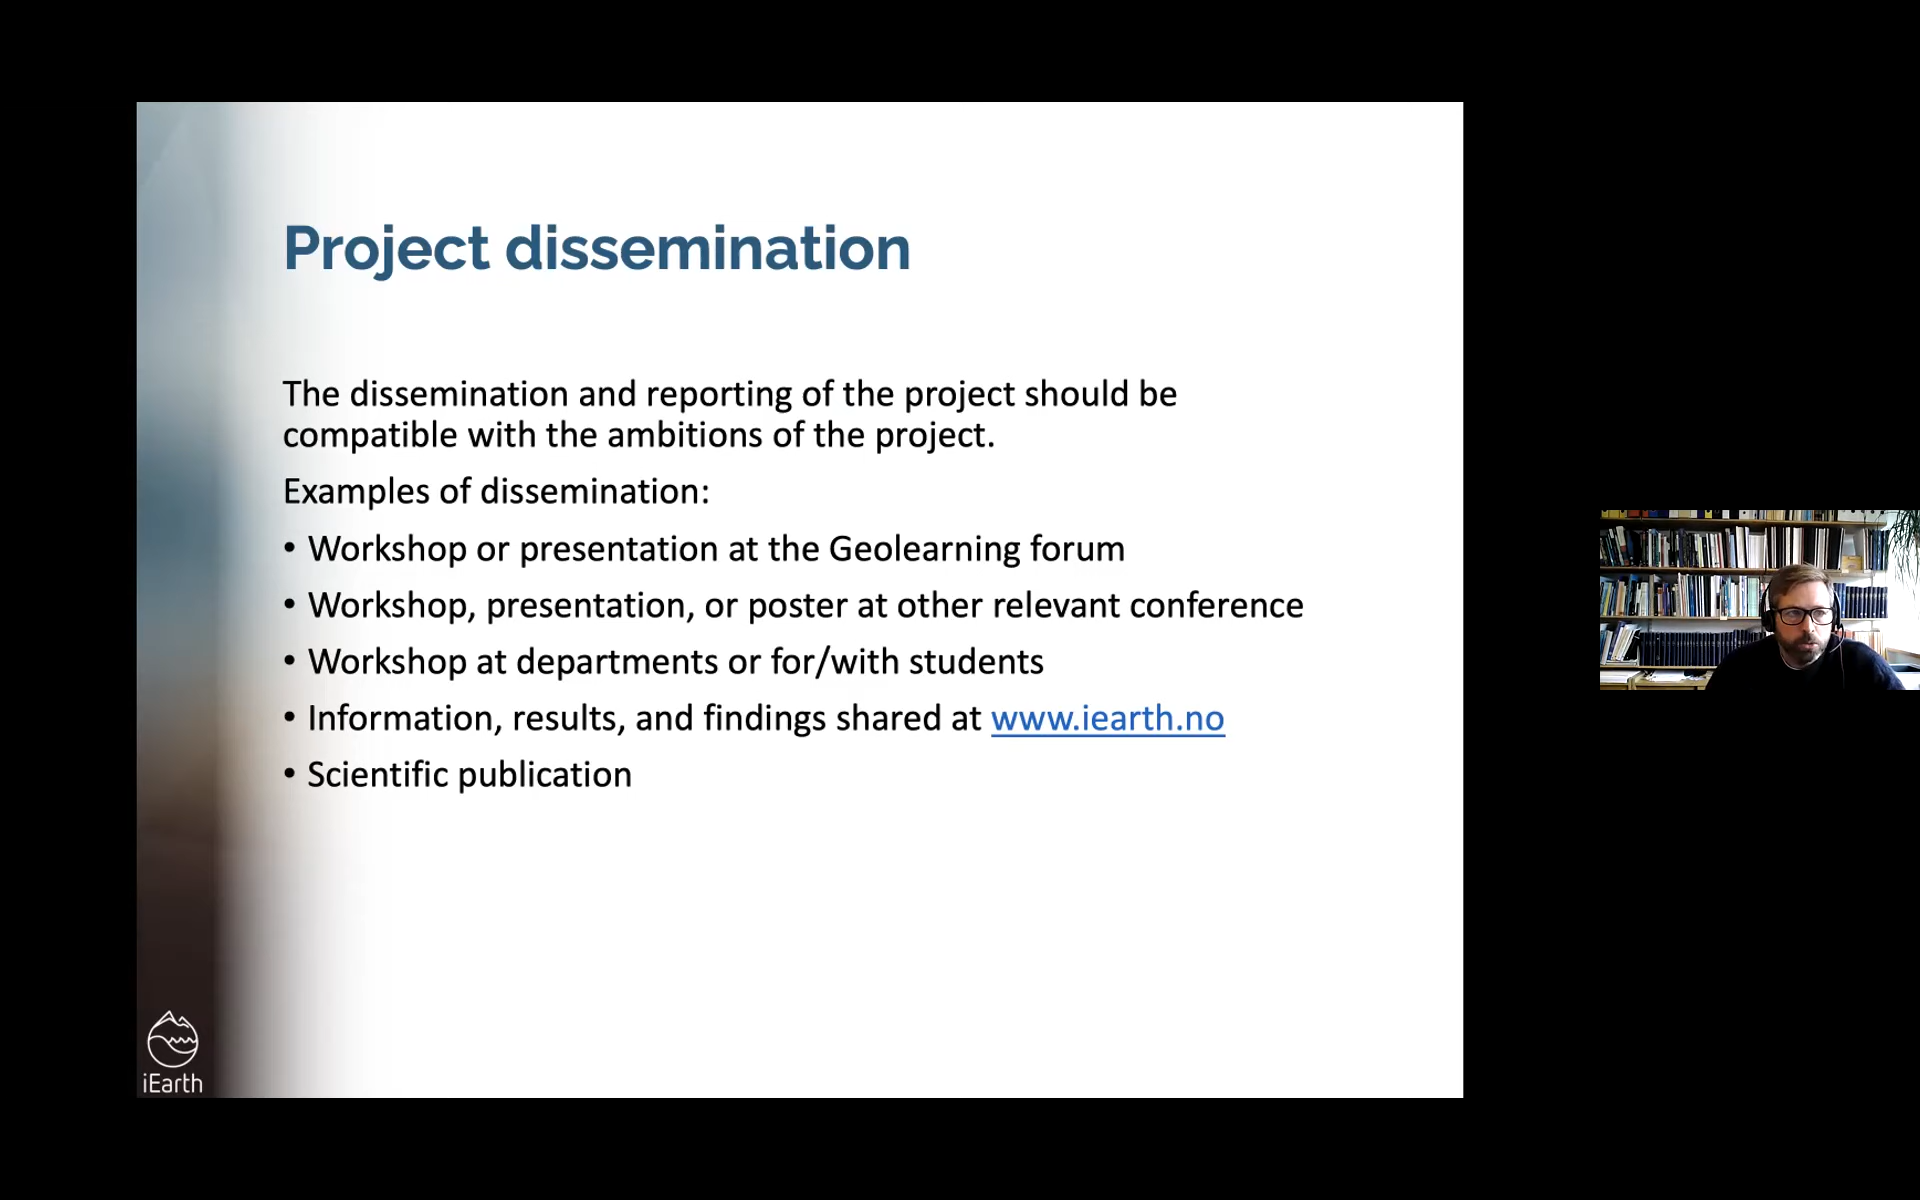 Project dissemination
The dissemination and reporting of the project should be
compatible with the ambitions of the project.
Examples of dissemination:
• Workshop or presentation at the Geolearning forum
• Workshop, presentation, or poster at other relevant conference
• Workshop at departments or for/with students
• Information, results, and findings shared at www.iearth.no
• Scientific publication
iEarth